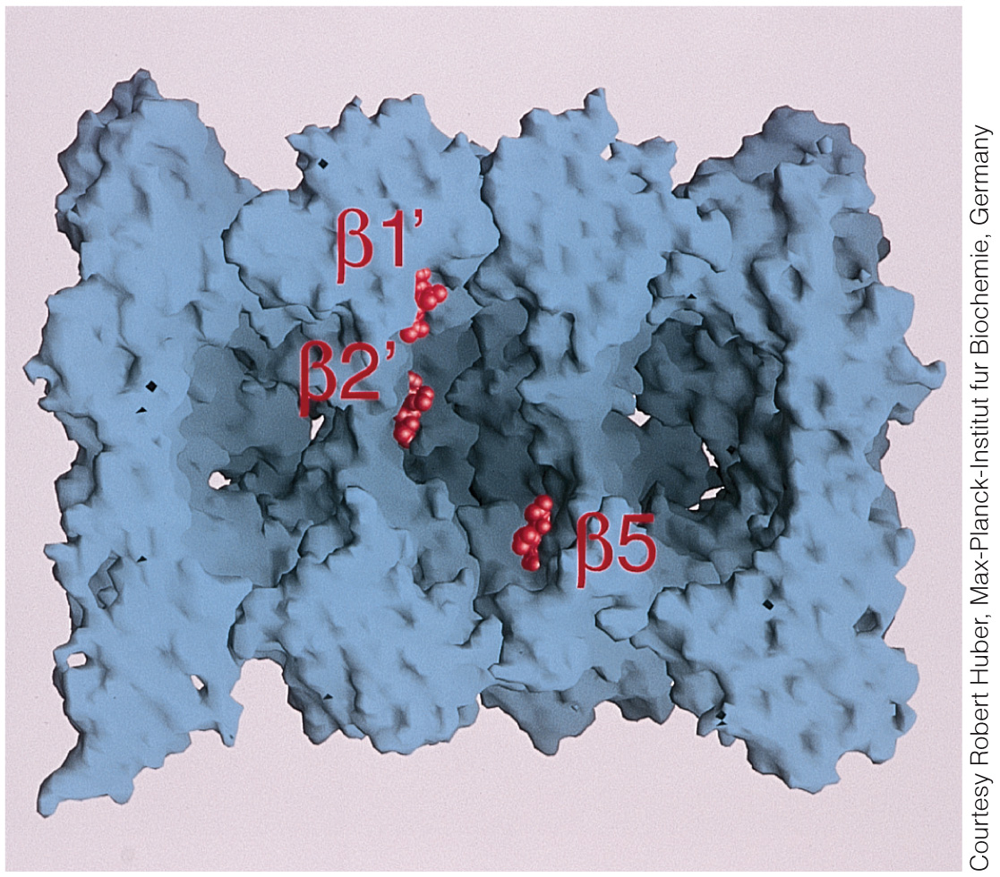 β1’
β2’
β5
Courtesy Robert Huber, Max-Planck-Institut fur Biochemie, Germany